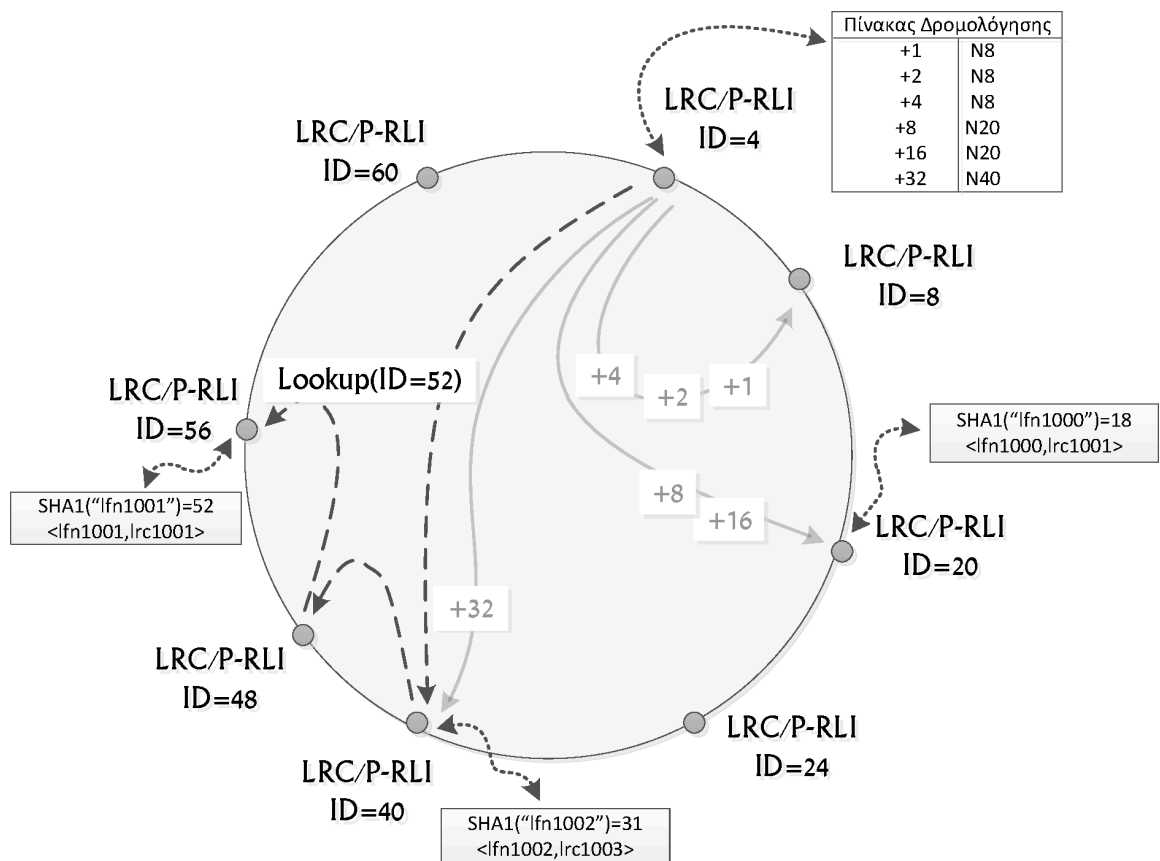 Πίνακας Δρομολόγησης
+1 N8
+2 N8
+4 N8
+8 N20
+16 N20
+32 N40
LRC/P-RLI
ID=4
LRC/P-RLI
ID=60
LRC/P-RLI
ID=8
+4
+2
+1
Lookup(ID=52)
LRC/P-RLI
ID=56
SHA1(“lfn1000”)=18
<lfn1000,lrc1001>
SHA1(“lfn1001”)=52
<lfn1001,lrc1001>
+8
+16
LRC/P-RLI
ID=20
+32
LRC/P-RLI
ID=48
LRC/P-RLI
ID=24
LRC/P-RLI
ID=40
SHA1(“lfn1002”)=31
<lfn1002,lrc1003>